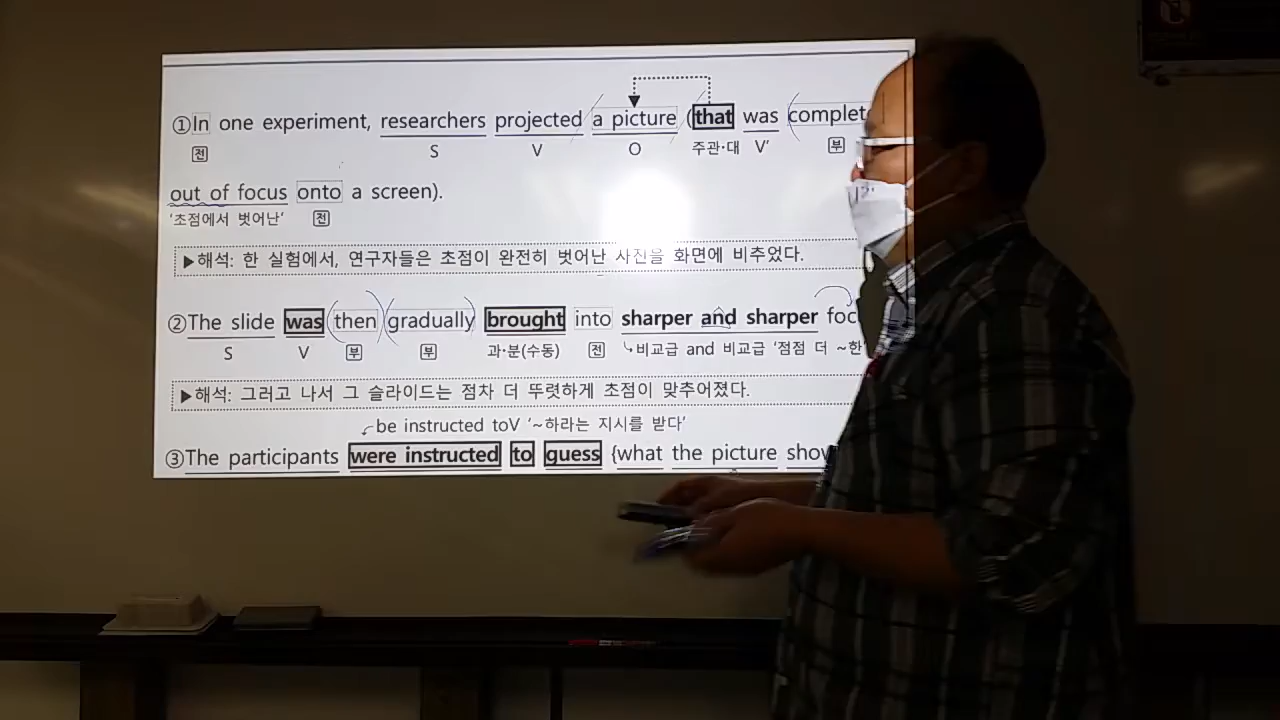 ①In one experiment, researchers projected a picture (that was (complet
전 S V O 주관·대 V' 부
out of focus onto a screen).
'초점에서 벗어난' 전
▶해석: 한 실험에서, 연구자들은 초점이 완전히 벗어난 사진을 화면에 비추었다.
②The slide was (then) (gradually) brought into sharper and sharper foc
S V 부 부 과·분(수동) 전 비교급 and 비교급 '점점 더 ~한'
▶해석: 그러고 나서 그 슬라이드는 점차 더 뚜렷하게 초점이 맞추어졌다.
be instructed toV '~하라는 지시를 받다'
③The participants were instructed to guess {what the picture show